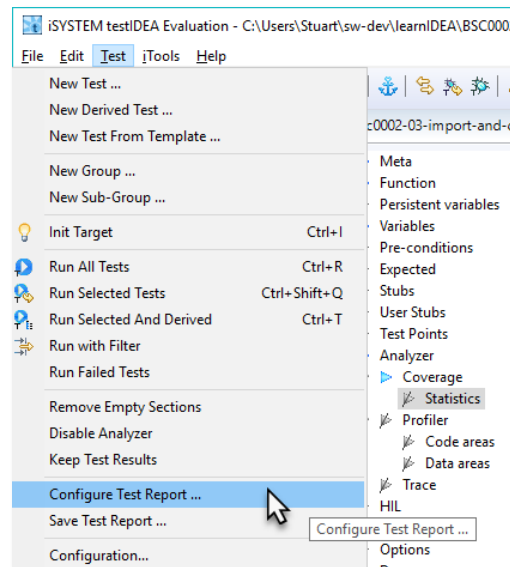 iSYSTEM testIDEA Evaluation - C:\Users\Stuart\sw-dev\learnIDEA\BSC000
File Edit Test iTools Help
New Test ...
New Derived Test ...
New Test From Template ...
New Group ...
New Sub-Group ...
Init Target Ctrl+I
Run All Tests Ctrl+R
Run Selected Tests Ctrl+Shift+Q
Run Selected And Derived Ctrl+T
Run with Filter
Run Failed Tests
Remove Empty Sections
Disable Analyzer
Keep Test Results
Configure Test Report ...
Save Test Report ...
Configuration...
c0002-03-import-and-
Meta
Function
Persistent variables
Variables
Pre-conditions
Expected
Stubs
User Stubs
Test Points
Analyzer
Coverage
Statistics
Profiler
Code areas
Data areas
Trace
HIL
Configure Test Report ...
Options